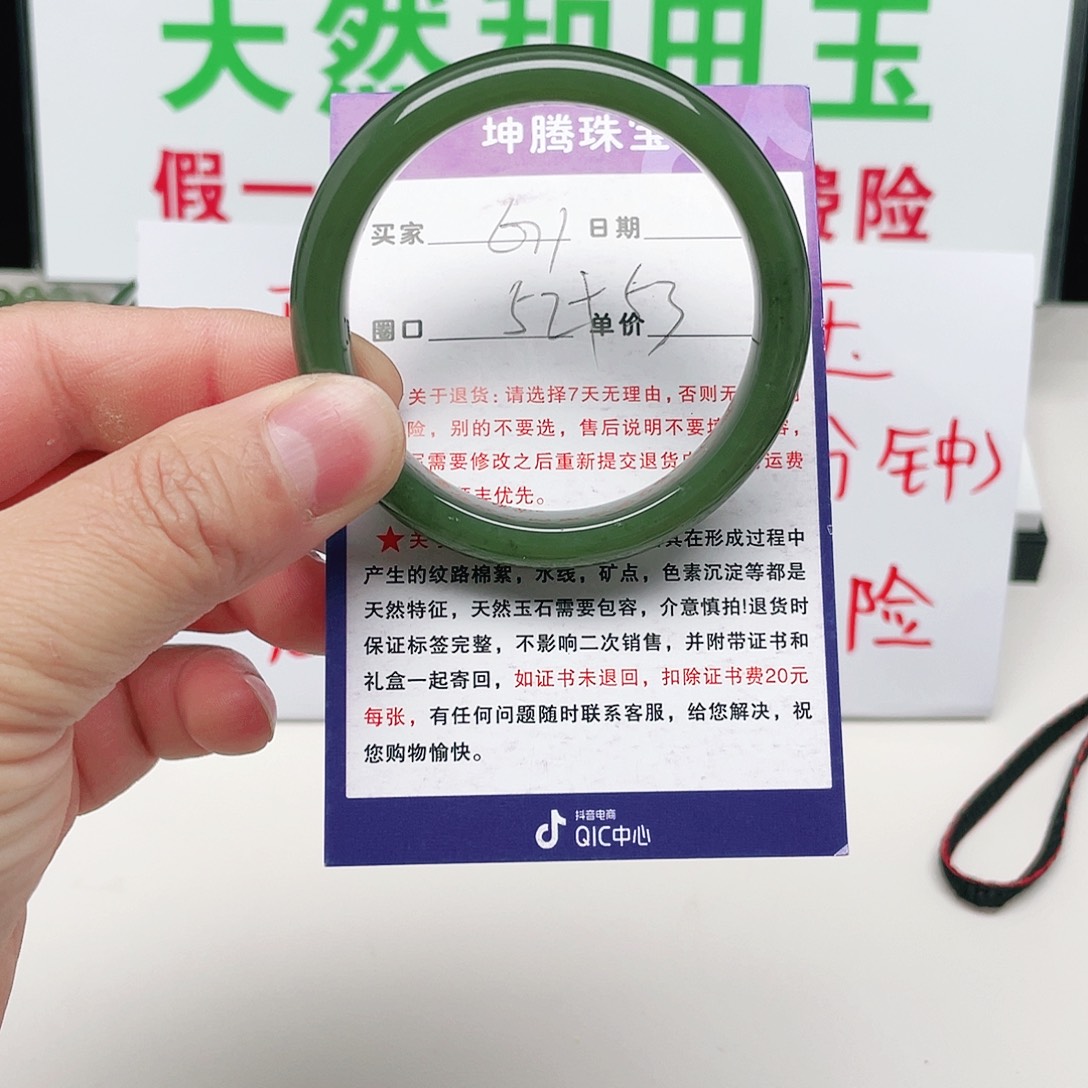 天然和田玉
假一
费险
坤腾珠宝
买家 日期
圈口 52+53 单价
关于退货：请选择7天无理由，否则无
险，别的不要选，售后说明不要填
需要修改之后重新提交退货 运费
优先。
★关
在形成过程中
产生的纹路棉絮，水线，矿点，色素沉淀等都是
天然特征，天然玉石需要包容，介意慎拍!退货时
保证标签完整，不影响二次销售，并附带证书和
礼盒一起寄回，如证书未退回，扣除证书费20元
每张，有任何问题随时联系客服，给您解决，祝
您购物愉快。
抖音电商
QIC中心
分钟)
险